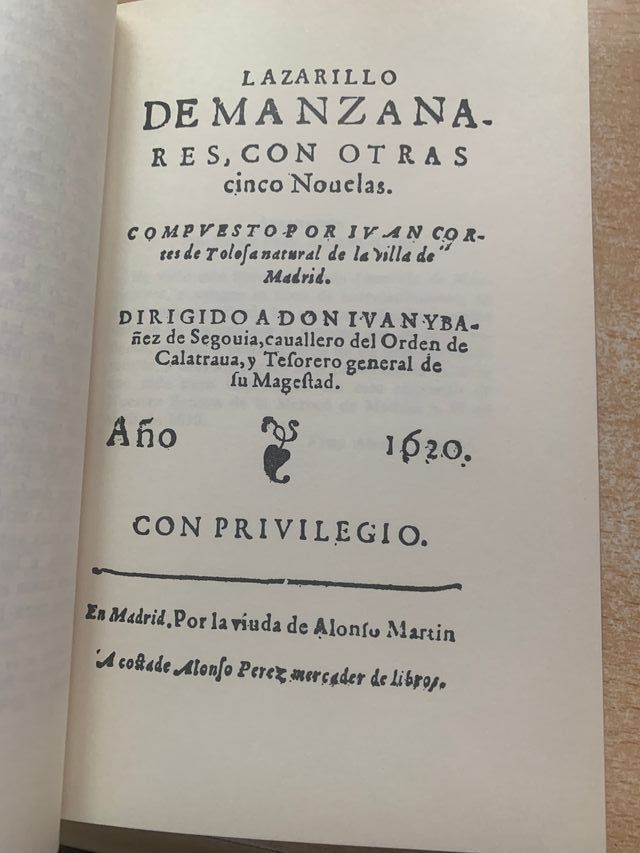 LAZARILLO
DE MANZANA-
RES, CON OTRAS
cinco Nouelas.
COMPVESTO POR IVAN COR-
tes de Tolosa natural de la villa de
Madrid.
DIRIGIDO A DON IVAN YBA-
ñez de Segouia, cauallero del Orden de
Calatraua, y Tesorero general de
su Magestad.
Año 1620.
CON PRIVILEGIO.
En Madrid, Por la viuda de Alonso Martin
A costa de Alonso Perez mercader de libros.